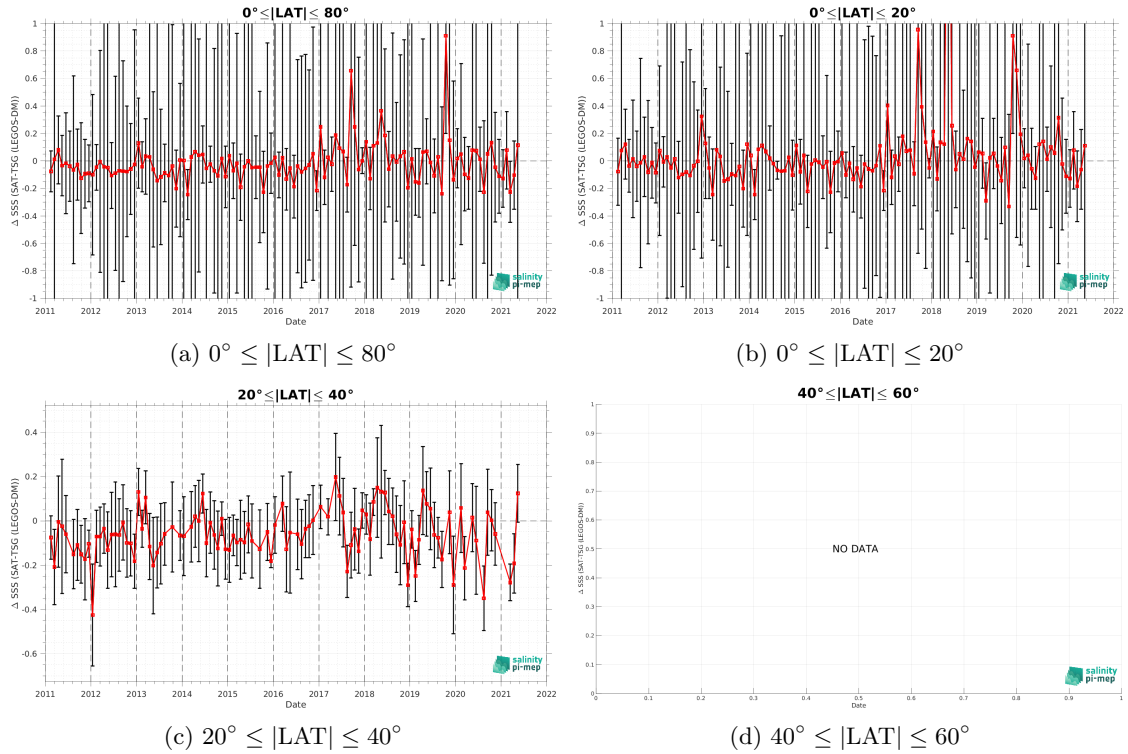 0°≤|LAT|≤ 80°
Δ SSS (SAT-TSG (LEGOS-DM))
1
0.8
0.6
0.4
0.2
0
-0.2
-0.4
-0.6
-0.8
-1
2011 2012 2013 2014 2015 2016 2017 2018 2019 2020 2021 2022
Date
salinity
pi-mep
(a) 0° ≤ |LAT| ≤ 80°
0°≤|LAT|≤ 20°
Δ SSS (SAT-TSG (LEGOS-DM))
1
0.8
0.6
0.4
0.2
0
-0.2
-0.4
-0.6
-0.8
-1
2011 2012 2013 2014 2015 2016 2017 2018 2019 2020 2021 2022
Date
salinity
pi-mep
(b) 0° ≤ |LAT| ≤ 20°
20°≤|LAT|≤ 40°
Δ SSS (SAT-TSG (LEGOS-DM))
0.4
0.2
0
-0.2
-0.4
-0.6
2011 2012 2013 2014 2015 2016 2017 2018 2019 2020 2021 2022
Date
salinity
pi-mep
(c) 20° ≤ |LAT| ≤ 40°
40°≤|LAT|≤ 60°
Δ SSS (SAT-TSG (LEGOS-DM))
1
0.9
0.8
0.7
0.6
0.5
0.4
0.3
0.2
0.1
0
NO DATA
0 0.1 0.2 0.3 0.4 0.5 0.6 0.7 0.8 0.9 1
Date
salinity
pi-mep
(d) 40° ≤ |LAT| ≤ 60°